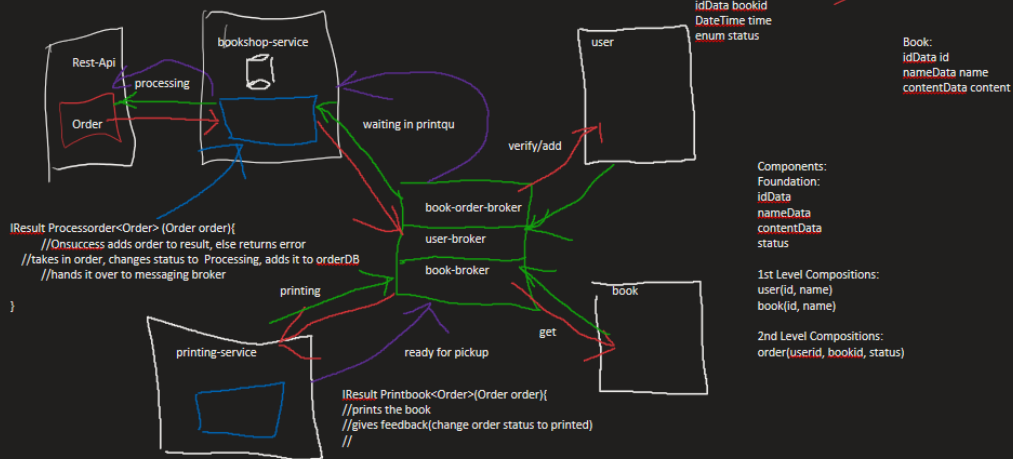 idData bookid
DateTime time
enum status
Book:
idData id
nameData name
contentData content
bookshop-service
user
Rest-Api
processing
Order
waiting in printqu
verify/add
book-order-broker
user-broker
book-broker
Components:
Foundation:
idData
nameData
contentData
status
1st Level Compositions:
user(id, name)
book(id, name)
2nd Level Compositions:
order(userid, bookid, status)
IResult Processorder<Order> (Order order){
//Onsuccess adds order to result, else returns error
//takes in order, changes status to Processing, adds it to orderDB
//hands it over to messaging broker
}
printing
book
get
printing-service
ready for pickup
IResult Printbook<Order>(Order order){
//prints the book
//gives feedback(change order status to printed)
//